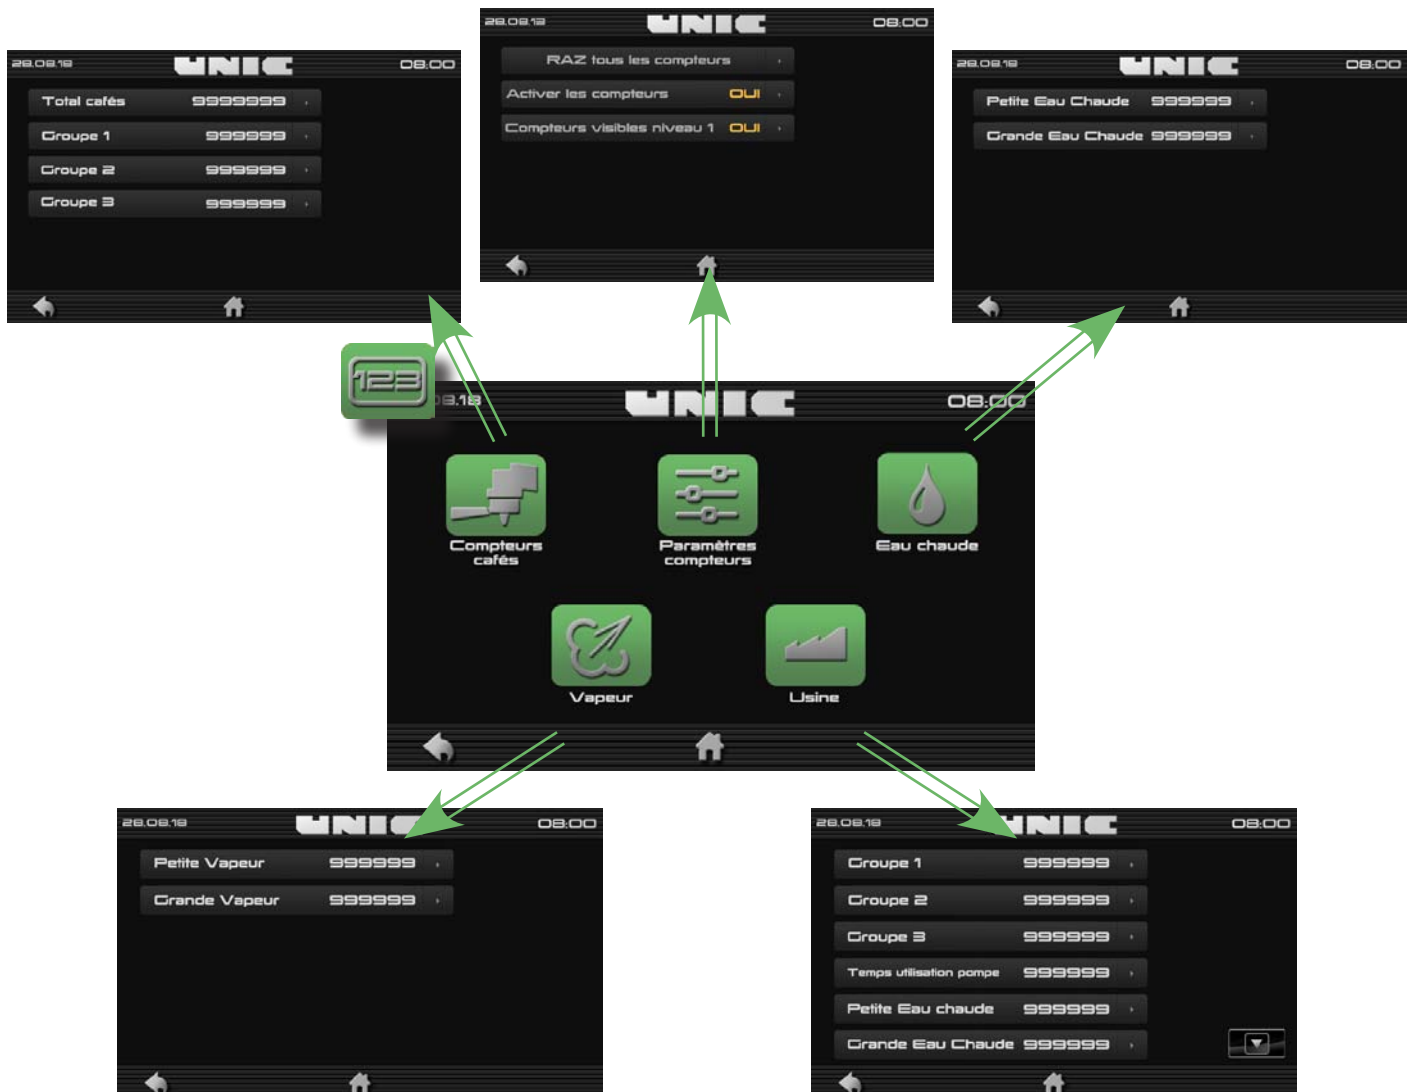 28.08.18 UNIC 08:00
Total cafés 9999999
Groupe 1 999999
Groupe 2 999999
Groupe 3 999999
28.08.18 UNIC 08:00
RAZ tous les compteurs
Activer les compteurs OUI
Compteurs visibles niveau 1 OUI
28.08.18 UNIC 08:00
Petite Eau Chaude 999999
Grande Eau Chaude 999999
123
08.18 UNIC 08:00
Compteurs
cafés
Paramètres
compteurs
Eau chaude
Vapeur
Usine
28.08.18 UNIC 08:00
Petite Vapeur 999999
Grande Vapeur 999999
28.08.18 UNIC 08:00
Groupe 1 999999
Groupe 2 999999
Groupe 3 999999
Temps utilisation pompe 999999
Petite Eau chaude 999999
Grande Eau Chaude 999999